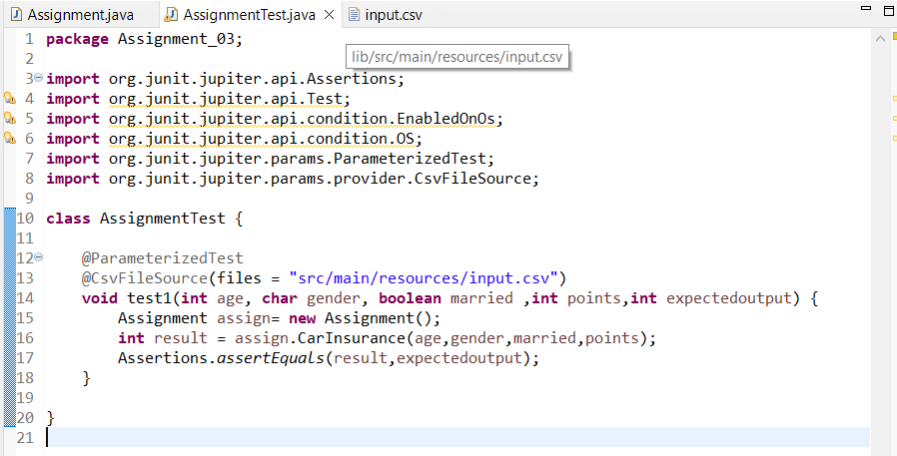 Assignment.java AssignmentTest.java input.csv
1 package Assignment_03;
lib/src/main/resources/input.csv
2
3 import org.junit.jupiter.api.Assertions;
4 import org.junit.jupiter.api.Test;
5 import org.junit.jupiter.api.condition.EnabledOnOs;
6 import org.junit.jupiter.api.condition.OS;
7 import org.junit.jupiter.params.ParameterizedTest;
8 import org.junit.jupiter.params.provider.CsvFileSource;
9
10 class AssignmentTest {
11
12 @ParameterizedTest
13 @CsvFileSource(files = "src/main/resources/input.csv")
14 void test1(int age, char gender, boolean married ,int points,int expectedoutput) {
15 Assignment assign= new Assignment();
16 int result = assign.CarInsurance(age,gender,married,points);
17 Assertions.assertEquals(result,expectedoutput);
18 }
19
20 }
21